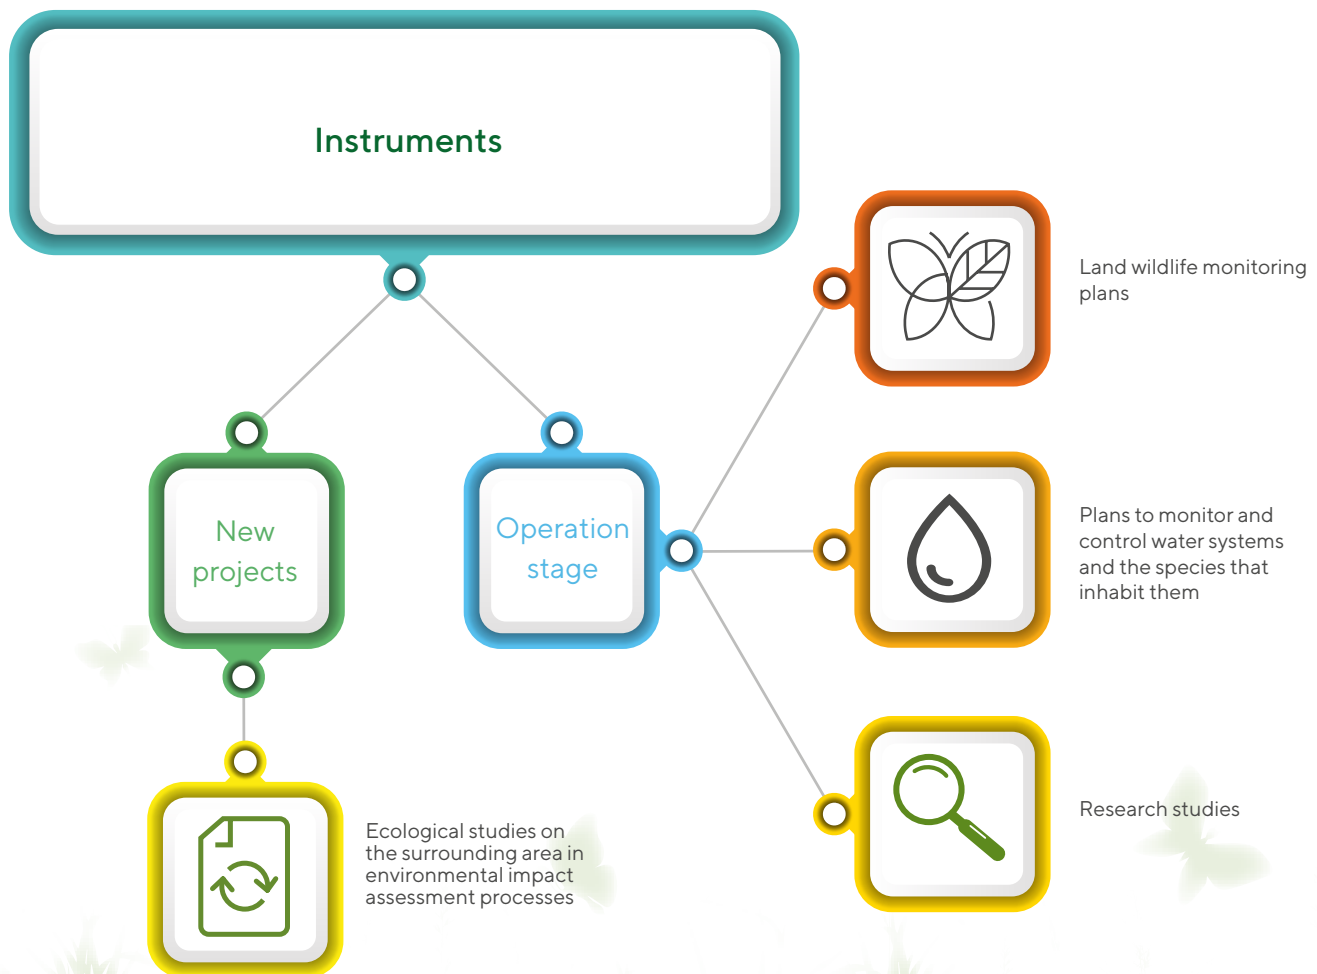 Instruments
Land wildlife monitoring
plans
New
projects
Operation
stage
Plans to monitor and
control water systems
and the species that
inhabit them
Ecological studies on
the surrounding area in
environmental impact
assessment processes
Research studies